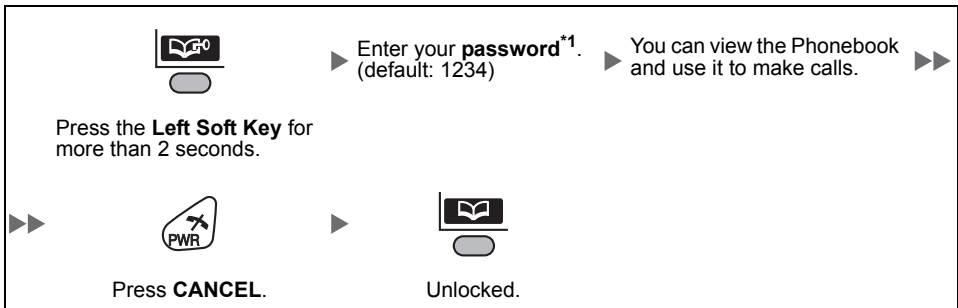 Enter your password*1.
(default: 1234)
You can view the Phonebook
and use it to make calls.
Press the Left Soft Key for
more than 2 seconds.
PWR
Press CANCEL.
Unlocked.